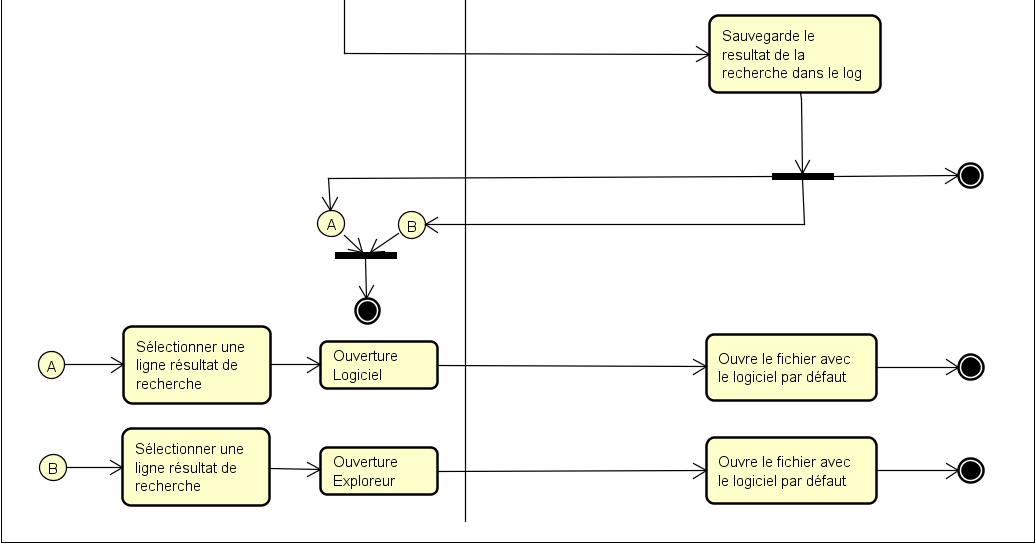 Sauvegarde le
resultat de la
recherche dans le log
A
B
A
Sélectionner une
ligne résultat de
recherche
Ouverture
Logiciel
Ouvre le fichier avec
le logiciel par défaut
B
Sélectionner une
ligne résultat de
recherche
Ouverture
Exploreur
Ouvre le fichier avec
le logiciel par défaut